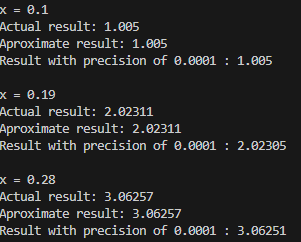 x = 0.1
Actual result: 1.005
Aproximate result: 1.005
Result with precision of 0.0001 : 1.005
x = 0.19
Actual result: 2.02311
Aproximate result: 2.02311
Result with precision of 0.0001 : 2.02305
x = 0.28
Actual result: 3.06257
Aproximate result: 3.06257
Result with precision of 0.0001 : 3.06251